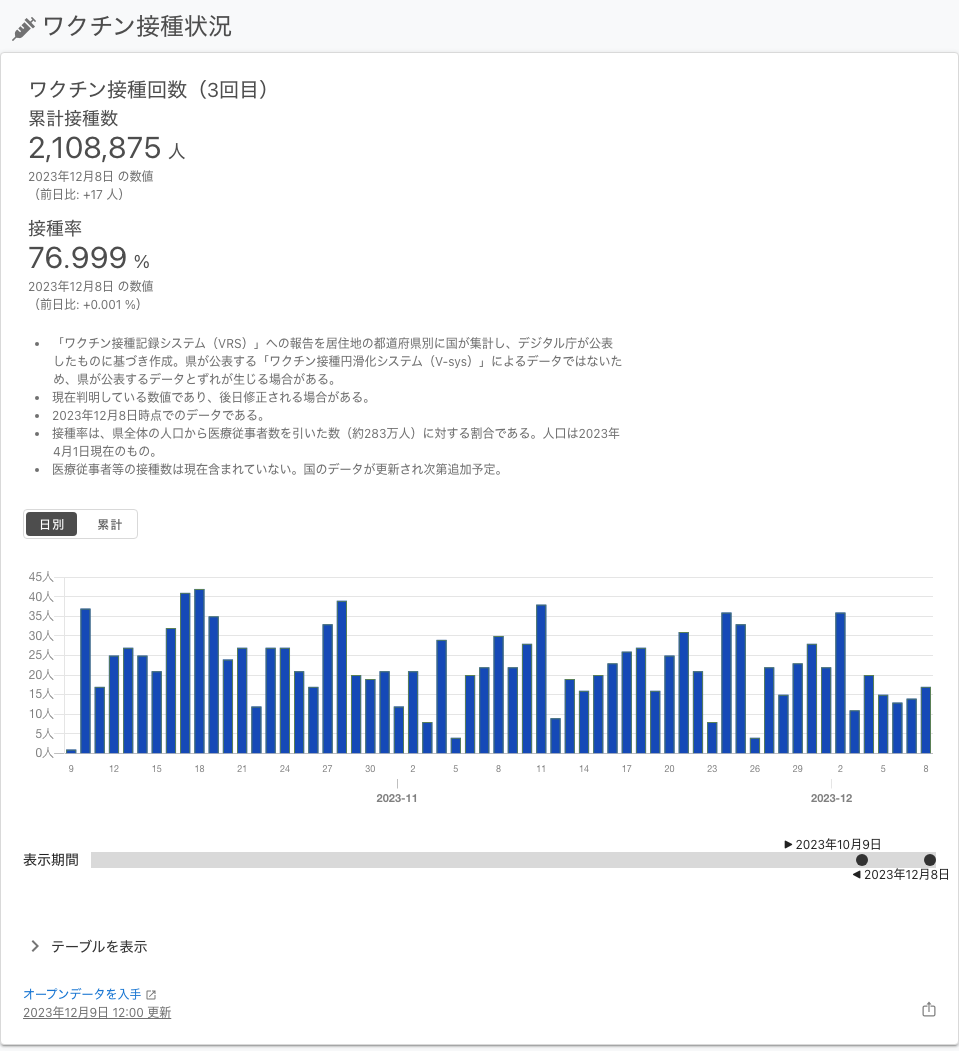 ワクチン接種状況
ワクチン接種回数（3回目）
累計接種数
2,108,875 人
2023年12月8日 の数値
（前日比: +17 人）
接種率
76.999 %
2023年12月8日 の数値
（前日比: +0.001 %）
• 「ワクチン接種記録システム（VRS）」への報告を居住地の都道府県別に国が集計し、デジタル庁が公表
したものに基づき作成。県が公表する「ワクチン接種円滑化システム（V-sys）」によるデータではないた
め、県が公表するデータとずれが生じる場合がある。
• 現在判明している数値であり、後日修正される場合がある。
• 2023年12月8日時点でのデータである。
• 接種率は、県全体の人口から医療従事者数を引いた数（約283万人）に対する割合である。人口は2023年
4月1日現在のもの。
• 医療従事者等の接種数は現在含まれていない。国のデータが更新され次第追加予定。
日別 累計
45人
40人
35人
30人
25人
20人
15人
10人
5人
0人
9 12 15 18 21 24 27 30 2 5 8 11 14 17 20 23 26 29 2 5 8
2023-11 2023-12
▶ 2023年10月9日
表示期間
◀ 2023年12月8日
テーブルを表示
オープンデータを入手
2023年12月9日 12:00 更新